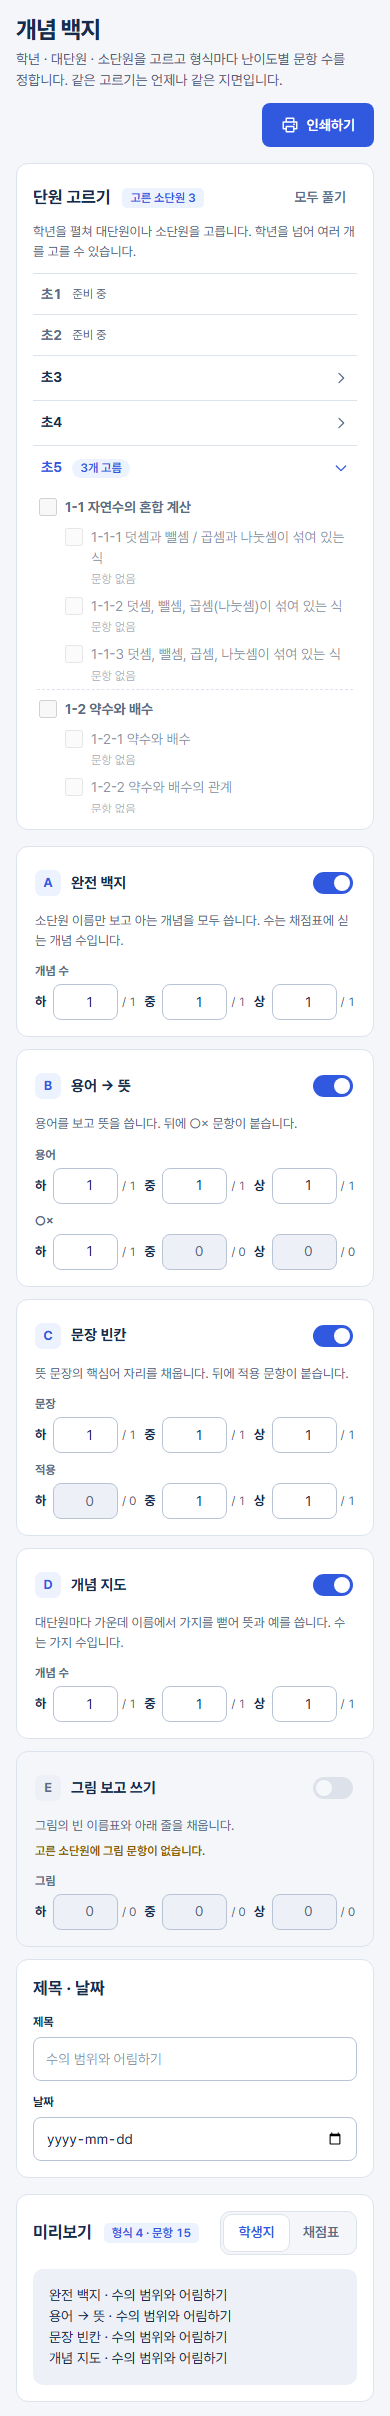 개념 백지
학년 · 대단원 · 소단원을 고르고 형식마다 난이도별 문항 수를
정합니다. 같은 고르기는 언제나 같은 지면입니다.
인쇄하기
단원 고르기 고른 소단원 3 모두 풀기
학년을 펼쳐 대단원이나 소단원을 고릅니다. 학년을 넘어 여러 개
를 고를 수 있습니다.
초1 준비 중
초2 준비 중
초3
초4
초5 3개 고름
1-1 자연수의 혼합 계산
1-1-1 덧셈과 뺄셈 / 곱셈과 나눗셈이 섞여 있는
식
문항 없음
1-1-2 덧셈, 뺄셈, 곱셈(나눗셈)이 섞여 있는 식
문항 없음
1-1-3 덧셈, 뺄셈, 곱셈, 나눗셈이 섞여 있는 식
문항 없음
1-2 약수와 배수
1-2-1 약수와 배수
문항 없음
1-2-2 약수와 배수의 관계
문항 없음
A 완전 백지
소단원 이름만 보고 아는 개념을 모두 씁니다. 수는 채점표에 싣
는 개념 수입니다.
개념 수
하 1 / 1 중 1 / 1 상 1 / 1
B 용어 → 뜻
용어를 보고 뜻을 씁니다. 뒤에 ○× 문항이 붙습니다.
용어
하 1 / 1 중 1 / 1 상 1 / 1
○×
하 1 / 1 중 0 / 0 상 0 / 0
C 문장 빈칸
뜻 문장의 핵심어 자리를 채웁니다. 뒤에 적용 문항이 붙습니다.
문장
하 1 / 1 중 1 / 1 상 1 / 1
적용
하 0 / 0 중 1 / 1 상 1 / 1
D 개념 지도
대단원마다 가운데 이름에서 가지를 뻗어 뜻과 예를 씁니다. 수
는 가지 수입니다.
개념 수
하 1 / 1 중 1 / 1 상 1 / 1
E 그림 보고 쓰기
그림의 빈 이름표와 아래 줄을 채웁니다.
고른 소단원에 그림 문항이 없습니다.
그림
하 0 / 0 중 0 / 0 상 0 / 0
제목 · 날짜
제목
수의 범위와 어림하기
날짜
yyyy-mm-dd
미리보기 형식 4 · 문항 15 학생지 채점표
완전 백지 · 수의 범위와 어림하기
용어 → 뜻 · 수의 범위와 어림하기
문장 빈칸 · 수의 범위와 어림하기
개념 지도 · 수의 범위와 어림하기